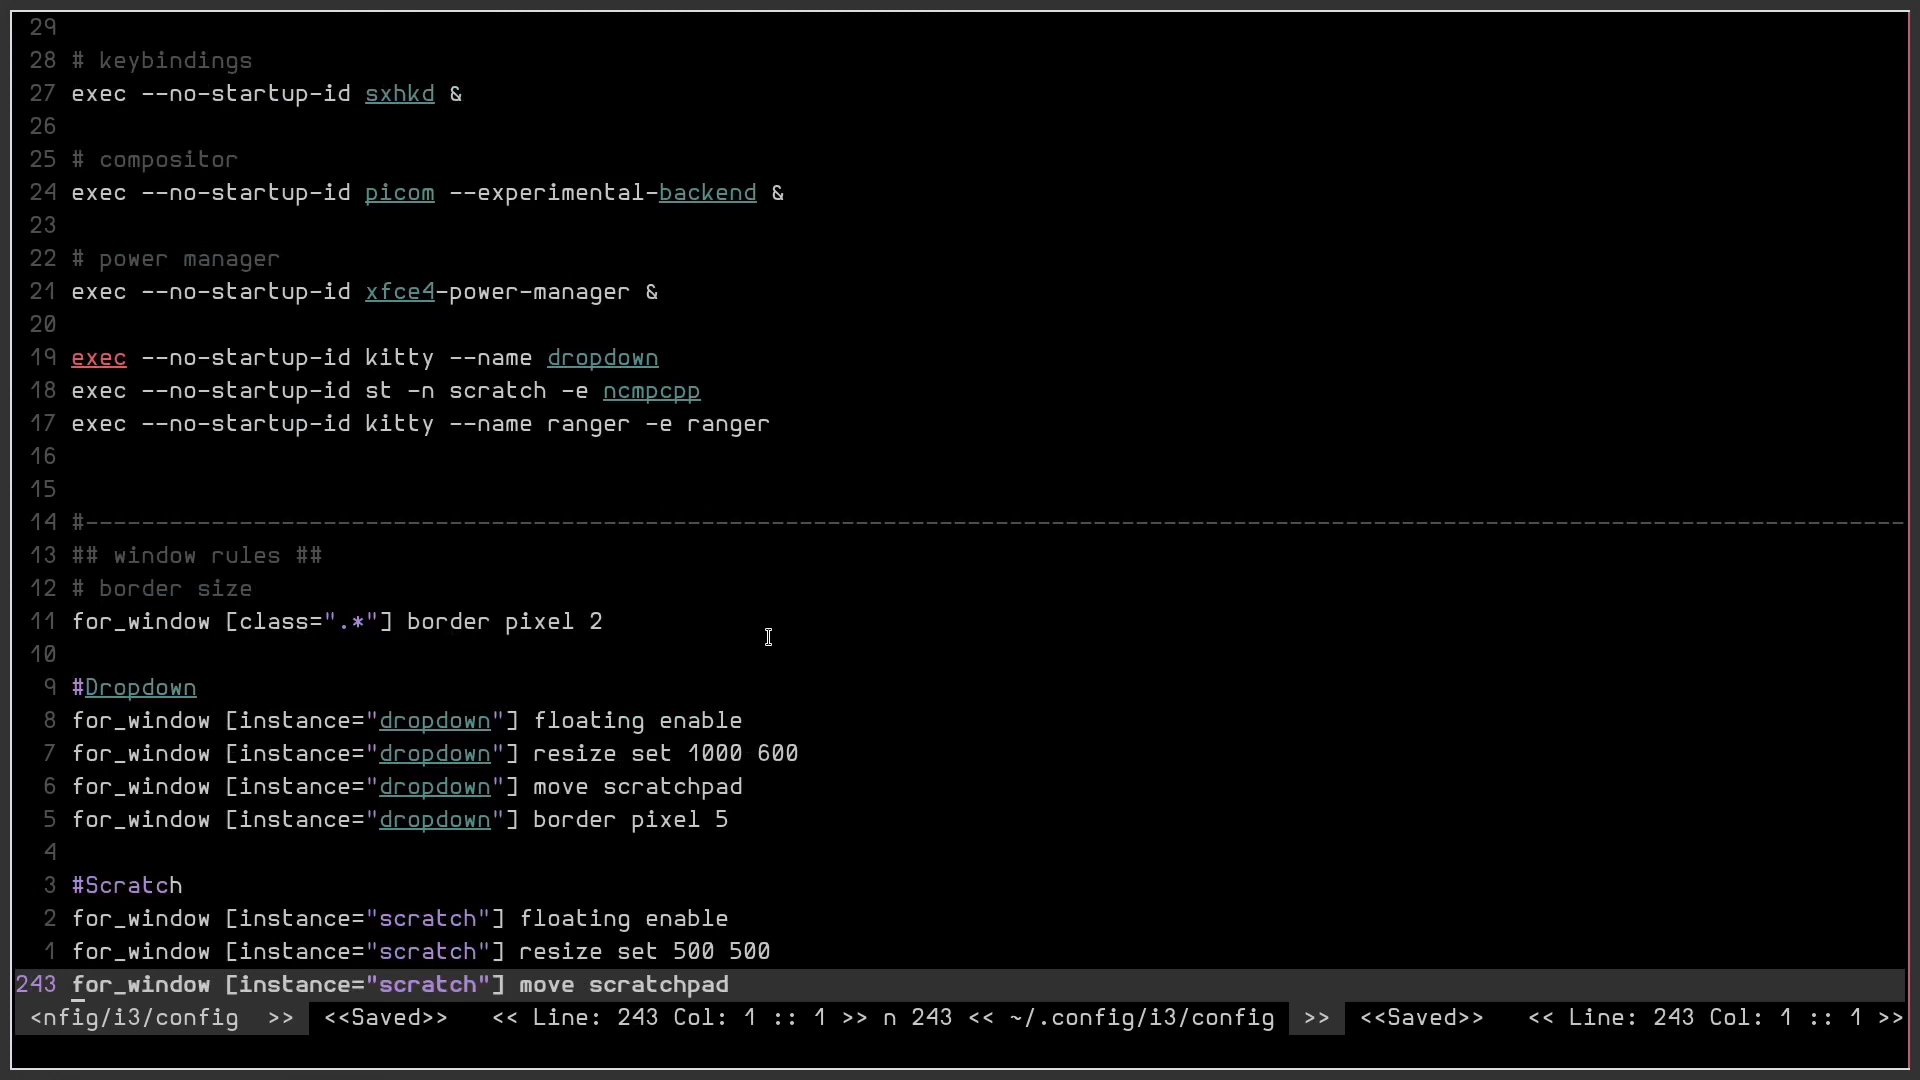 29
28 # keybindings
27 exec --no-startup-id sxhkd &
26
25 # compositor
24 exec --no-startup-id picom --experimental-backend &
23
22 # power manager
21 exec --no-startup-id xfce4-power-manager &
20
19 exec --no-startup-id kitty --name dropdown
18 exec --no-startup-id st -n scratch -e ncmpcpp
17 exec --no-startup-id kitty --name ranger -e ranger
16
15
14 #----------------------------------------------------------------------------------------------------------------------------------
13 ## window rules ##
12 # border size
11 for_window [class=".*"] border pixel 2
10
9 #Dropdown
8 for_window [instance="dropdown"] floating enable
7 for_window [instance="dropdown"] resize set 1000 600
6 for_window [instance="dropdown"] move scratchpad
5 for_window [instance="dropdown"] border pixel 5
4
3 #Scratch
2 for_window [instance="scratch"] floating enable
1 for_window [instance="scratch"] resize set 500 500
243 for_window [instance="scratch"] move scratchpad
<nfig/i3/config  >>  <<Saved>>   << Line: 243 Col: 1 :: 1 >> n 243 << ~/.config/i3/config  >>  <<Saved>>   << Line: 243 Col: 1 :: 1 >>